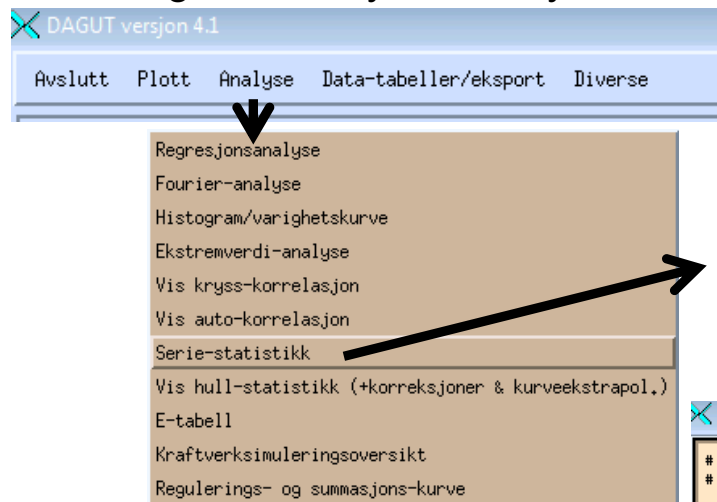 DAGUT versjon 4.1
Avslutt Plott Analyse Data-tabeller/eksport Diverse
Regresjonsanalyse
Fourier-analyse
Histogram/varighetskurve
Ekstremverdi-analyse
Vis kryss-korrelasjon
Vis auto-korrelasjon
Serie-statistikk
Vis hull-statistikk (+korreksjoner & kurveekstrapol.)
E-tabell
Kraftverksimuleringsoversikt
Regulerings- og summasjons-kurve
#
#